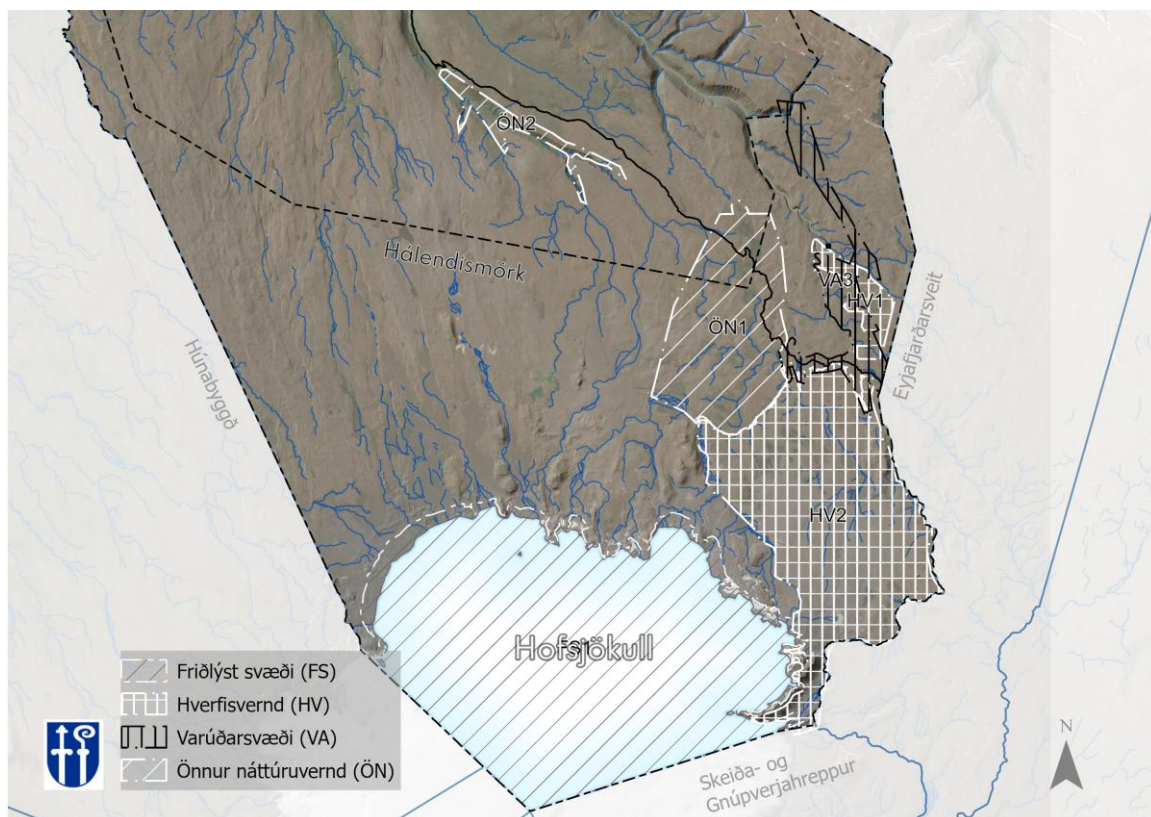 ÖN2
Hálendismörk
VA3
HV1
ÖN1
Eyjafjarðarsveit
Húnabyggð
HV2
Hofsjökull
Friðlýst svæði (FS)
Hverfisvernd (HV)
Varúðarsvæði (VA)
Önnur náttúruvernd (ÖN)
Skeiða- og
Gnúpverjahreppur
N